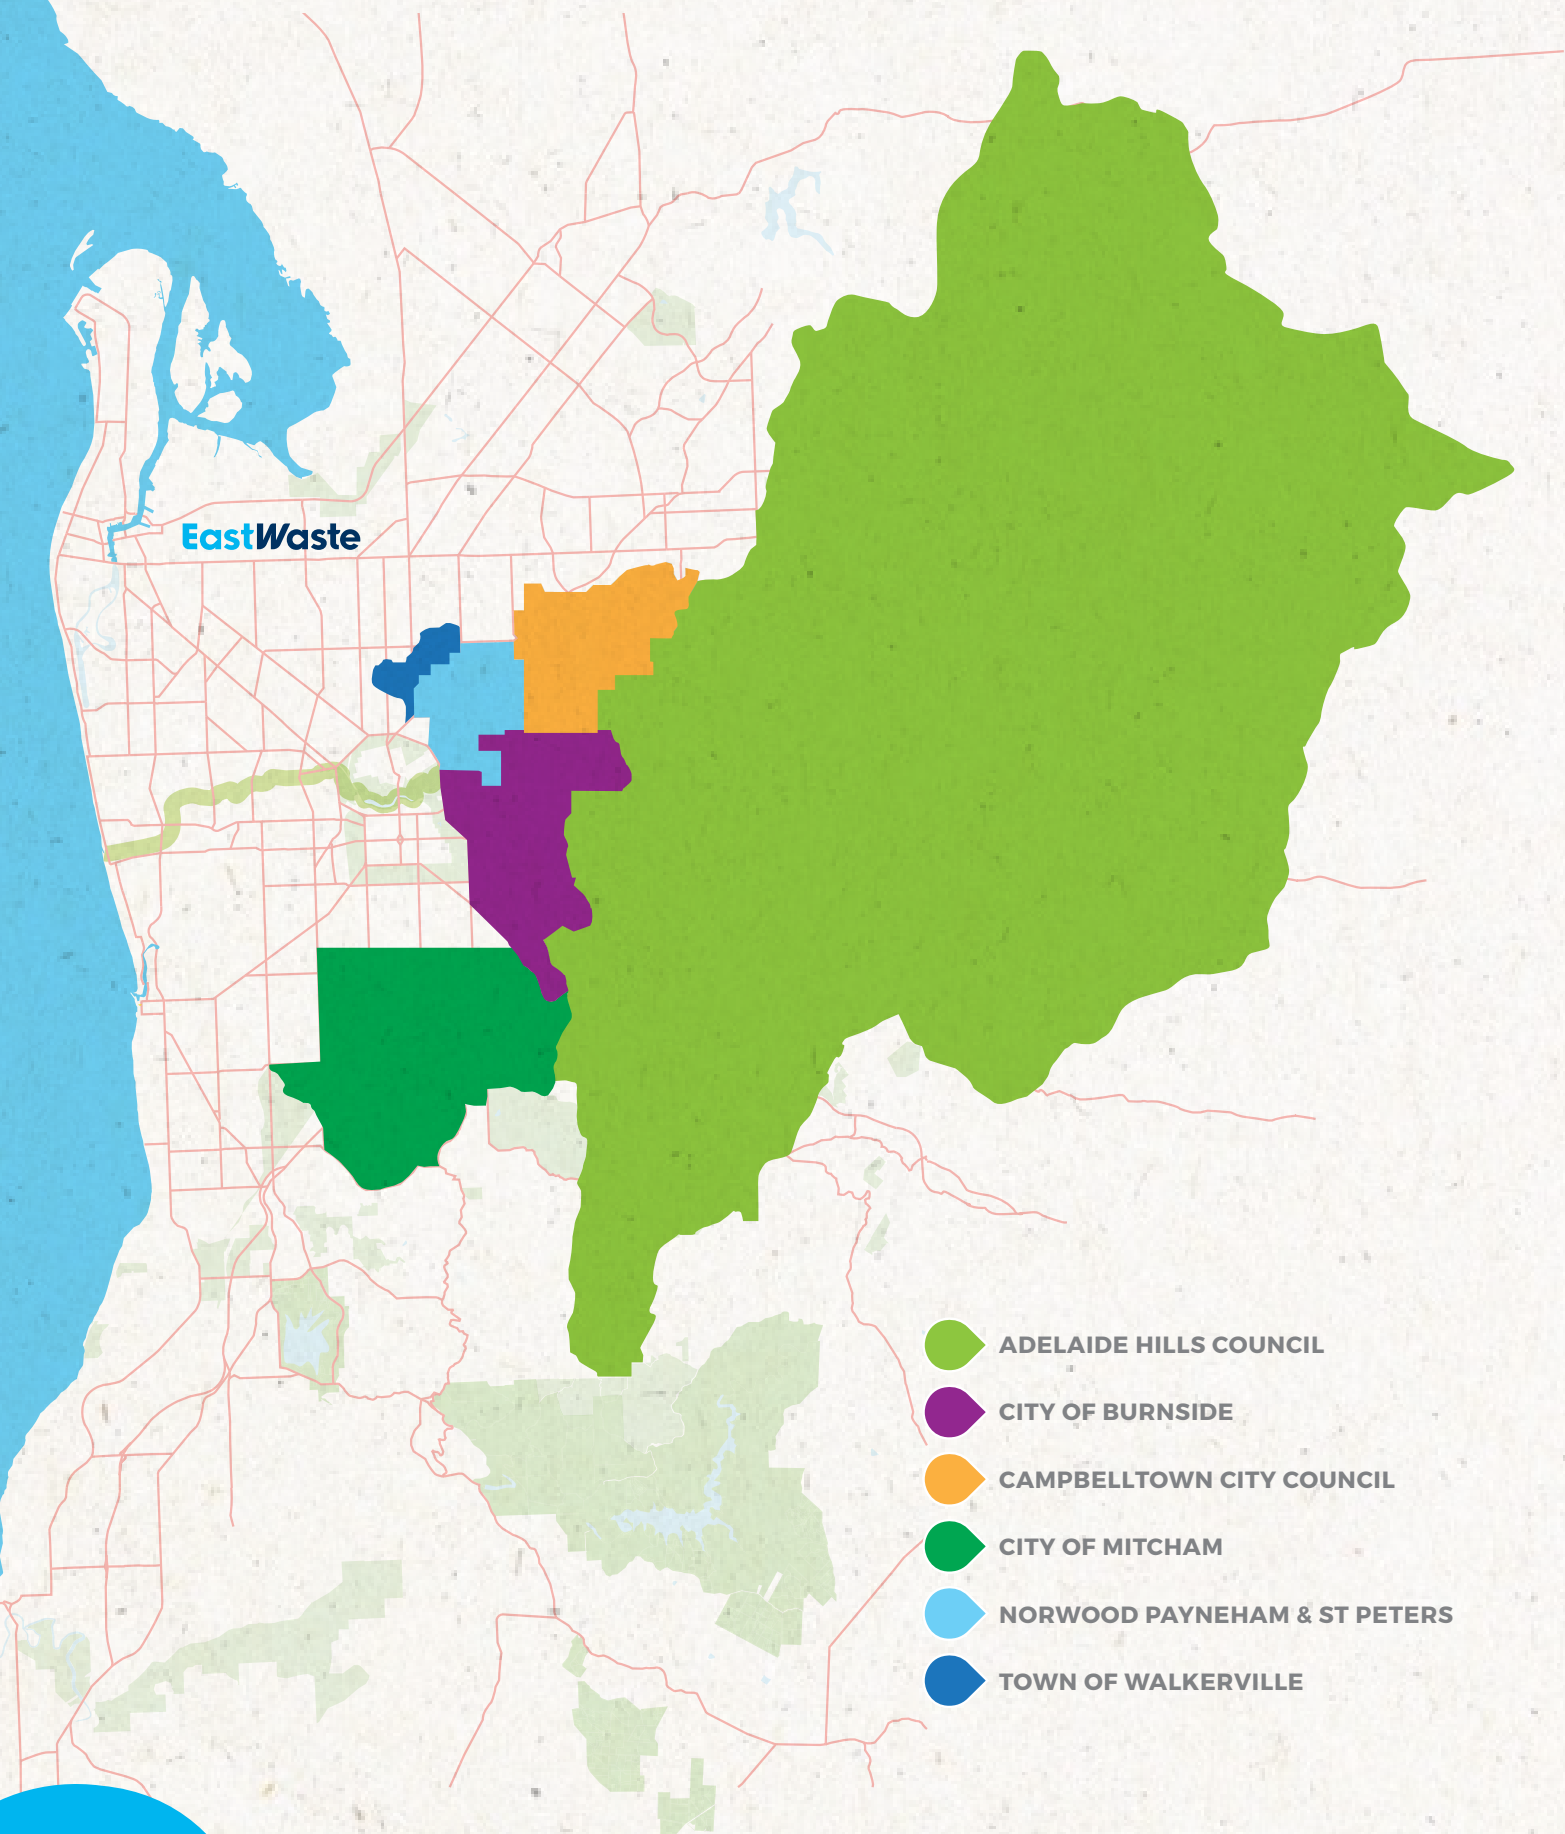 EastWaste
ADELAIDE HILLS COUNCIL
CITY OF BURNSIDE
CAMPBELLTOWN CITY COUNCIL
CITY OF MITCHAM
NORWOOD PAYNEHAM & ST PETERS
TOWN OF WALKERVILLE